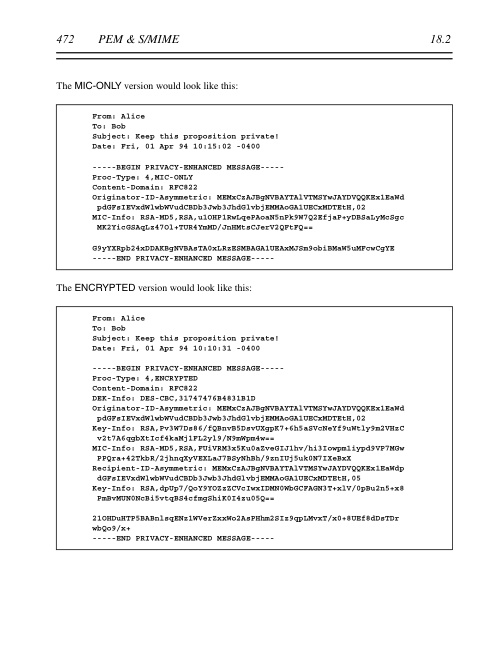 472 PEM & S/MIME 18.2
The MIC-ONLY version would look like this:
From: Alice
To: Bob
Subject: Keep this proposition private!
Date: Fri, 01 Apr 94 10:15:02 -0400
-----BEGIN PRIVACY-ENHANCED MESSAGE-----
Proc-Type: 4,MIC-ONLY
Content-Domain: RFC822
Originator-ID-Asymmetric: MEMxCzAJBgNVBAYTAlVTMSYwJAYDVQQKEx1EaWd
pdGFsIEVxdWlwbWVudCBDb3Jwb3JhdGlvbjEMMAoGA1UECxMDTEtH,02
MIC-Info: RSA-MD5,RSA,u1OHP1RwLqePAoaN5nPk9W7Q2EfjaP+yDBSaLyMcSgc
MK2YicGSAqLz47Ol+TUR4YmMD/JnHMtsCJerV2QFtFQ==
G9yYXRpb24xDDAKBgNVBAsTA0xLRzESMBAGA1UEAxMJSm9obiBMaW5uMFcwCgYE
-----END PRIVACY-ENHANCED MESSAGE-----
The ENCRYPTED version would look like this:
From: Alice
To: Bob
Subject: Keep this proposition private!
Date: Fri, 01 Apr 94 10:10:31 -0400
-----BEGIN PRIVACY-ENHANCED MESSAGE-----
Proc-Type: 4,ENCRYPTED
Content-Domain: RFC822
DEK-Info: DES-CBC,31747476B4831B1D
Originator-ID-Asymmetric: MEMxCzAJBgNVBAYTAlVTMSYwJAYDVQQKEx1EaWd
pdGFsIEVxdWlwbWVudCBDb3Jwb3JhdGlvbjEMMAoGA1UECxMDTEtH,02
Key-Info: RSA,Pv3W7Ds86/fQBnvB5DsvUXgpK7+6h5aSVcNeYf9uWtly9m2VHzC
v2t7A6qgbXtIcf4kaMj1FL2yl9/N9mWpm4w==
MIC-Info: RSA-MD5,RSA,FUiVRM3x5Ku0aZveGIJ1hv/hi3Iowpm1iypd9VP7MGw
PPQra+42TkbR/2jhnqXyVEXLaJ7BSyNhBh/9znIUj5uk0N7IXeBxX
Recipient-ID-Asymmetric: MEMxCzAJBgNVBAYTAlVTMSYwJAYDVQQKEx1EaWdp
dGFsIEVxdWlwbWVudCBDb3Jwb3JhdGlvbjEMMAoGA1UECxMDTEtH,05
Key-Info: RSA,dpUp7/QoY9YOZzZCVcIwxIDMN0WbGCFAGN3T+xlV/0pBu2n5+x8
PmBvMUN0NcBi5vtqBS4cfmgShiX0I4zu05Q==
21OHDuHTP5BABnlsqENz1WVerZxxWo2AsPHhm2SIz9qpLMvxT/x0+8UEf8dDsTDr
wbQo9/x+
-----END PRIVACY-ENHANCED MESSAGE-----